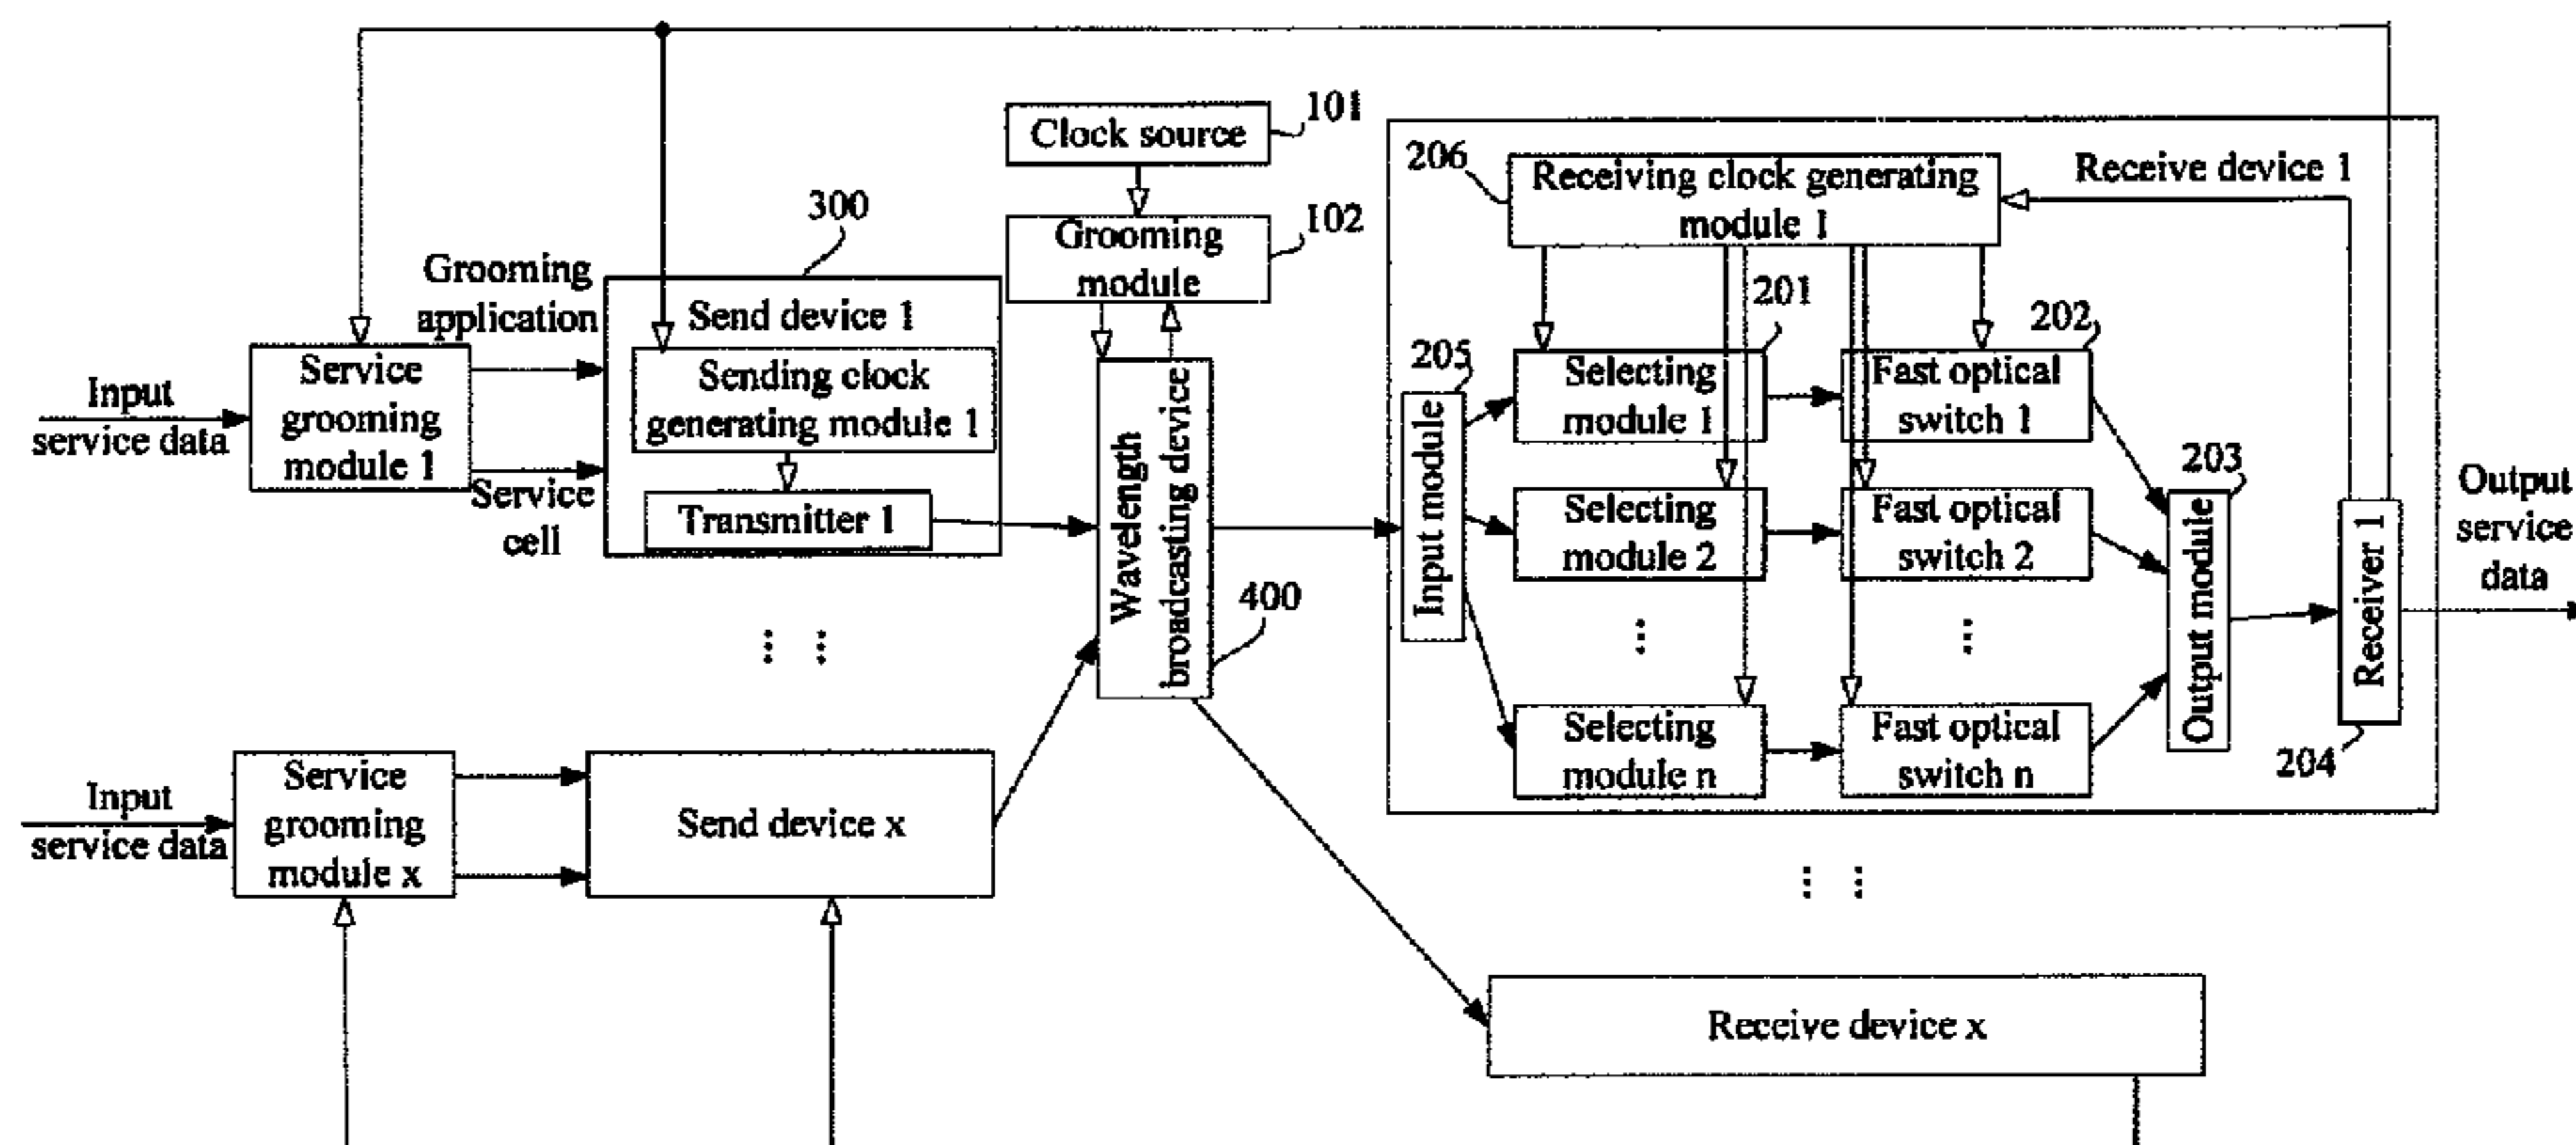 101
Clock source
206
Receiving clock generating
module 1
Receive device 1
300
102
Grooming
module
Grooming
application
Send device 1
201
202
Input
service data
Service
grooming
module 1
Sending clock
generating module 1
Service
cell
Transmitter 1
Wavelength
broadcasting device
400
205
Input module
Selecting
module 1
Fast optical
switch 1
Selecting
module 2
Fast optical
switch 2
...
...
Selecting
module n
Fast optical
switch n
203
Output module
Receiver 1
204
Output
service
data
... ...
Input
service data
Service
grooming
module x
Send device x
... ...
Receive device x